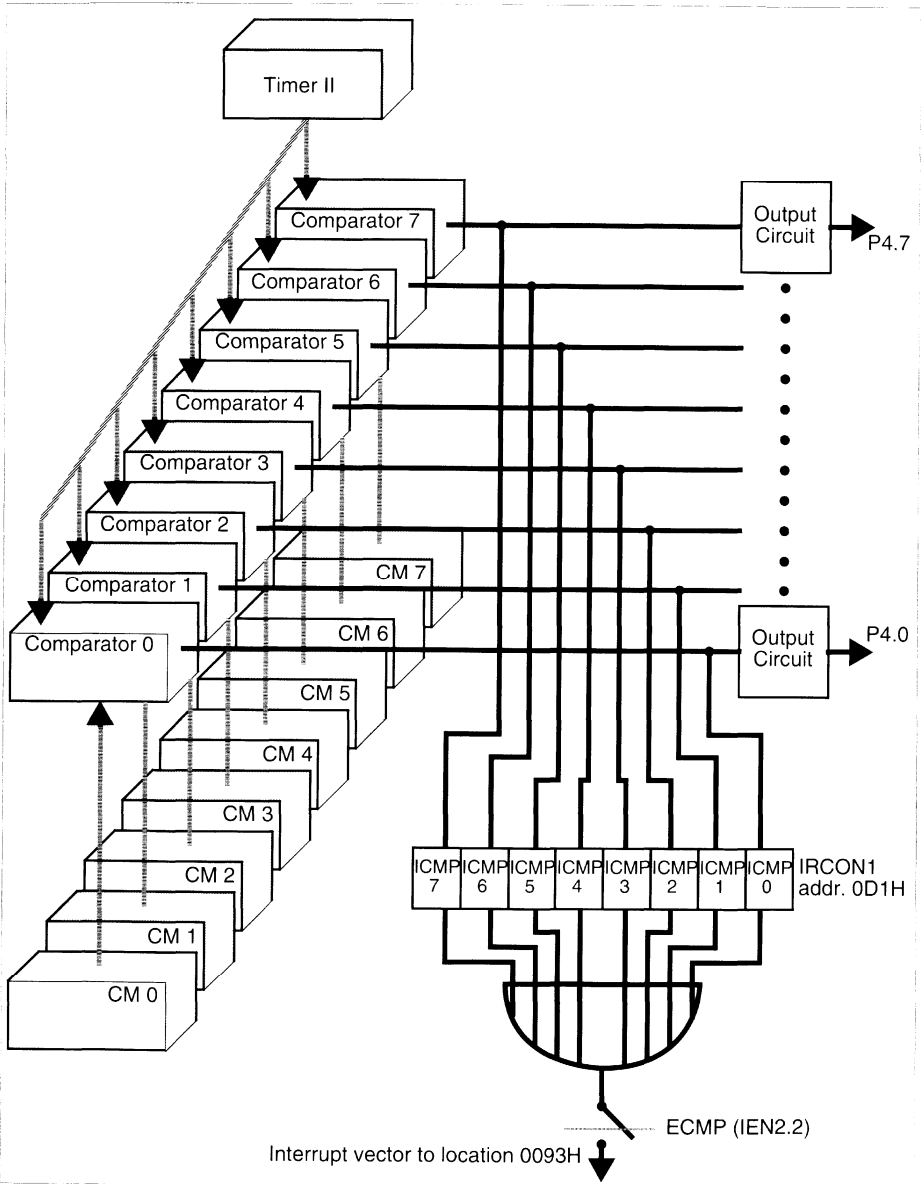 Timer II
Comparator 7
Comparator 6
Comparator 5
Comparator 4
Comparator 3
Comparator 2
Comparator 1
Comparator 0
Output
Circuit
P4.7
CM 7
CM 6
CM 5
CM 4
CM 3
CM 2
CM 1
CM 0
Output
Circuit
P4.0
ICMP
7
ICMP
6
ICMP
5
ICMP
4
ICMP
3
ICMP
2
ICMP
1
ICMP
0
IRCON1
addr. 0D1H
ECMP (IEN2.2)
Interrupt vector to location 0093H